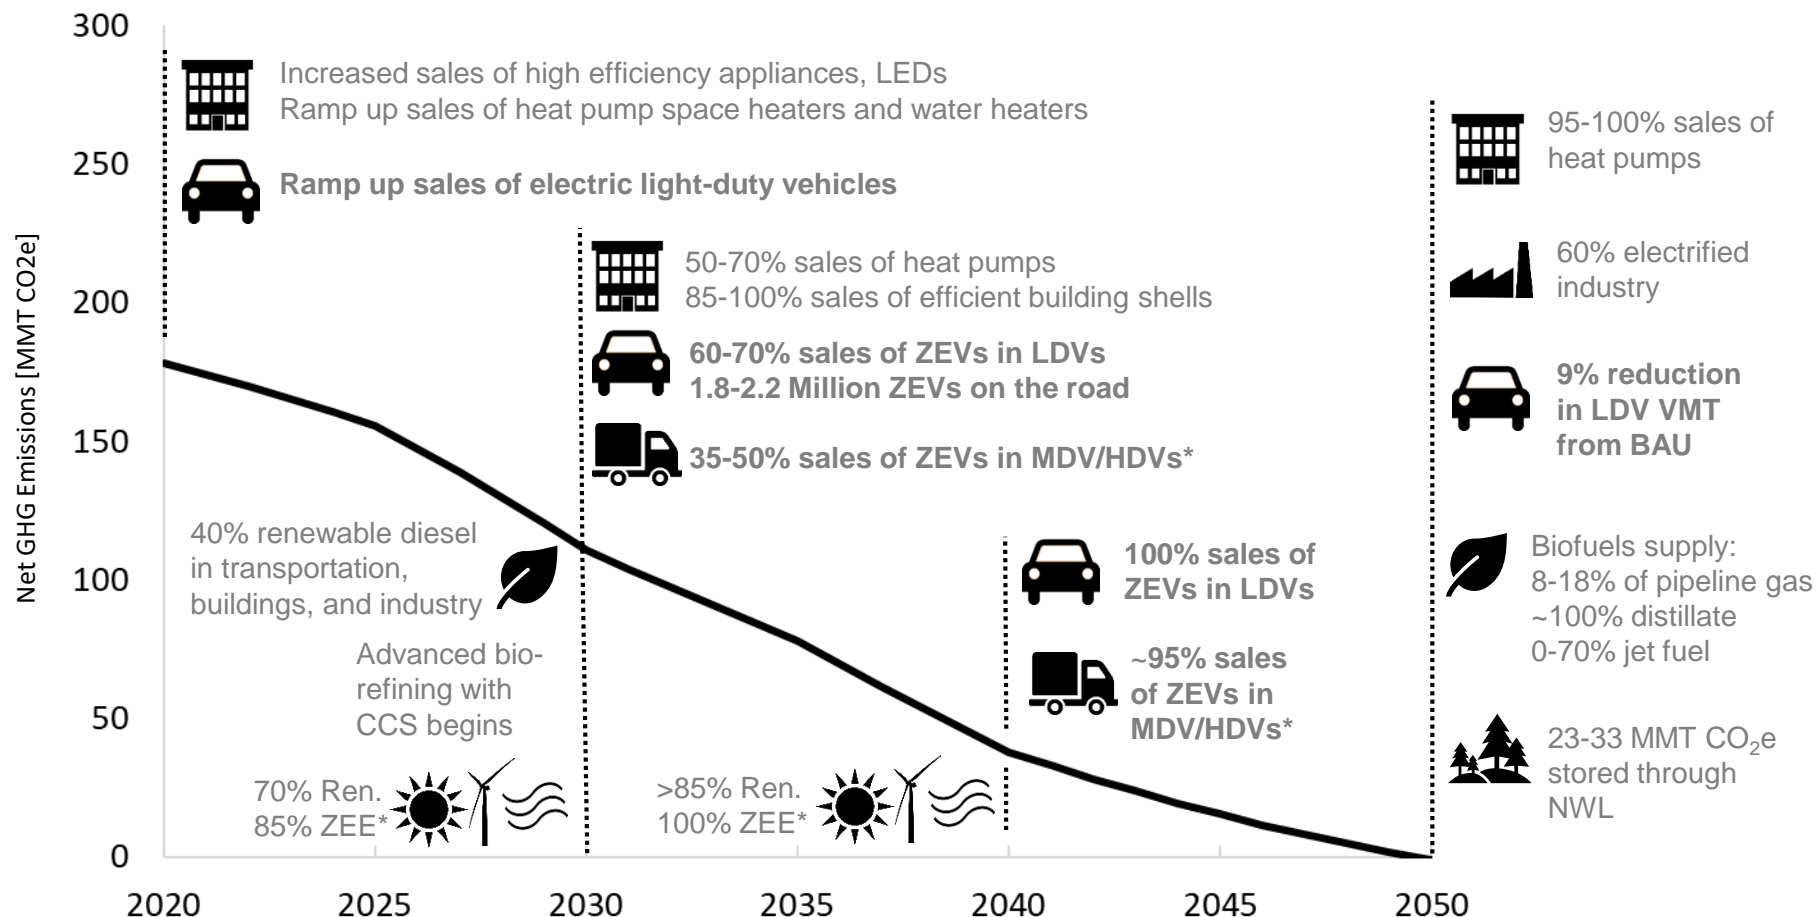 Net GHG Emissions [MMT CO2e]
300
250
200
150
100
50
0
Increased sales of high efficiency appliances, LEDs
Ramp up sales of heat pump space heaters and water heaters
Ramp up sales of electric light-duty vehicles
40% renewable diesel
in transportation,
buildings, and industry
Advanced bio-
refining with
CCS begins
70% Ren.
85% ZEE*
50-70% sales of heat pumps
85-100% sales of efficient building shells
60-70% sales of ZEVs in LDVs
1.8-2.2 Million ZEVs on the road
35-50% sales of ZEVs in MDV/HDVs*
>85% Ren.
100% ZEE*
100% sales of
ZEVs in LDVs
~95% sales
of ZEVs in
MDV/HDVs*
95-100% sales of
heat pumps
60% electrified
industry
9% reduction
in LDV VMT
from BAU
Biofuels supply:
8-18% of pipeline gas
~100% distillate
0-70% jet fuel
23-33 MMT CO₂e
stored through
NWL
2020 2025 2030 2035 2040 2045 2050